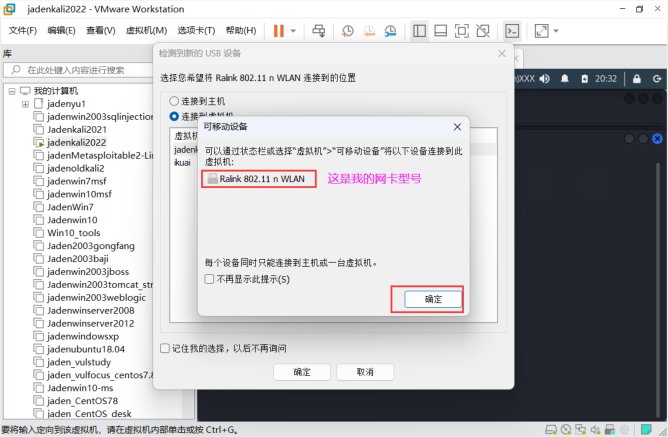 jadenkali2022 - VMware Workstation
文件(F) 编辑(E) 查看(V) 虚拟机(M) 选项卡(T) 帮助(H)
库
在此处键入内容进行搜索
我的计算机
jadenyu1
jadenwin2003sqlinjection
Jadenkali2021
jadenkali2022
jadenMetasploitable2-Lin
jadenoldkali2
jadenwin7msf
jadenwin10msf
JadenWin7
Jadenwin10
Win10_tools
Jaden2003gongfang
Jaden2003baji
jadenwin2003jboss
jadenwin2003tomcat_str
jadenwin2003weblogic
Jadenwinserver2008
Jadenwinserver2012
jadenwindowsxp
jadenubuntu18.04
jaden_vulstudy
jaden_vulfocus_centos7.8
Jadenwin10-ms
jaden_CentOS78
jaden_CentOS_desk
检测到新的 USB 设备
选择您希望将 Ralink 802.11 n WLAN 连接到的位置
连接到主机
连接到虚拟机
虚拟机
jadenk
ikuai
可移动设备
可以通过状态栏或选择“虚拟机”>“可移动设备”将以下设备连接到此
虚拟机:
Ralink 802.11 n WLAN
这是我的网卡型号
每个设备同时只能连接到主机或一台虚拟机。
不再显示此提示(S)
确定
记住我的选择，以后不再询问
确定 取消
)XXX 20:32
要将输入定向到该虚拟机，请在虚拟机内部单击或按 Ctrl+G。